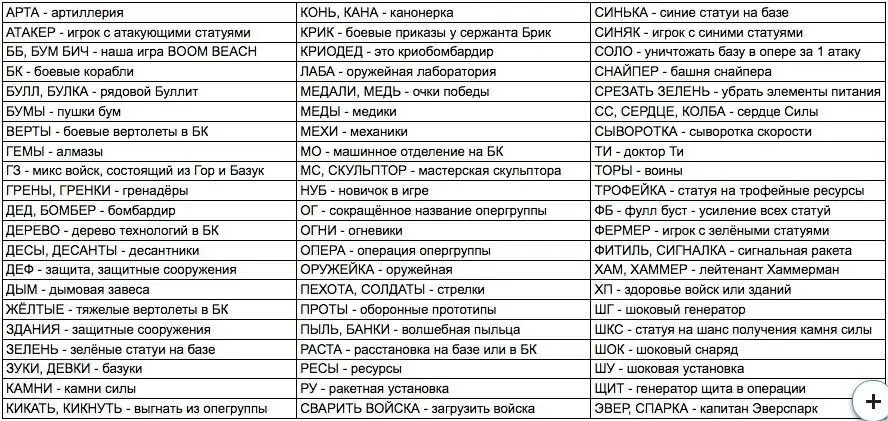 АРТА - артиллерия
АТАКЕР - игрок с атакующими статуями
ББ, БУМ БИЧ - наша игра BOOM BEACH
БК - боевые корабли
БУЛЛ, БУЛКА - рядовой Буллит
БУМЫ - пушки бум
ВЕРТЫ - боевые вертолеты в БК
ГЕМЫ - алмазы
ГЗ - микс войск, состоящий из Гор и Базук
ГРЕНЫ, ГРЕНКИ - гренадёры
ДЕД, БОМБЕР - бомбардир
ДЕРЕВО - дерево технологий в БК
ДЕСЫ, ДЕСАНТЫ - десантники
ДЕФ - защита, защитные сооружения
ДЫМ - дымовая завеса
ЖЁЛТЫЕ - тяжелые вертолеты в БК
ЗДАНИЯ - защитные сооружения
ЗЕЛЕНЬ - зелёные статуи на базе
ЗУКИ, ДЕВКИ - базуки
КАМНИ - камни силы
КИКАТЬ, КИКНУТЬ - выгнать из опегруппы
КОНЬ, КАНА - канонерка
КРИК - боевые приказы у сержанта Брик
КРИОДЕД - это криобомбардир
ЛАБА - оружейная лаборатория
МЕДАЛИ, МЕДЬ - очки победы
МЕДЫ - медики
МЕХИ - механики
МО - машинное отделение на БК
МС, СКУЛЬПТОР - мастерская скульптора
НУБ - новичок в игре
ОГ - сокращённое название опергруппы
ОГНИ - огневики
ОПЕРА - операция опергруппы
ОРУЖЕЙКА - оружейная
ПЕХОТА, СОЛДАТЫ - стрелки
ПРОТЫ - оборонные прототипы
ПЫЛЬ, БАНКИ - волшебная пыльца
РАСТА - расстановка на базе или в БК
РЕСЫ - ресурсы
РУ - ракетная установка
СВАРИТЬ ВОЙСКА - загрузить войска
СИНЬКА - синие статуи на базе
СИНЯК - игрок с синими статуями
СОЛО - уничтожать базу в опере за 1 атаку
СНАЙПЕР - башня снайпера
СРЕЗАТЬ ЗЕЛЕНЬ - убрать элементы питания
СС, СЕРДЦЕ, КОЛБА - сердце Силы
СЫВОРОТКА - сыворотка скорости
ТИ - доктор Ти
ТОРЫ - воины
ТРОФЕЙКА - статуя на трофейные ресурсы
ФБ - фулл буст - усиление всех статуй
ФЕРМЕР - игрок с зелёными статуями
ФИТИЛЬ, СИГНАЛКА - сигнальная ракета
ХАМ, ХАММЕР - лейтенант Хаммерман
ХП - здоровье войск или зданий
ШГ - шоковый генератор
ШКС - статуя на шанс получения камня силы
ШОК - шоковый снаряд
ШУ - шоковая установка
ЩИТ - генератор щита в операции
ЭВЕР, СПАРКА - капитан Эверспарк